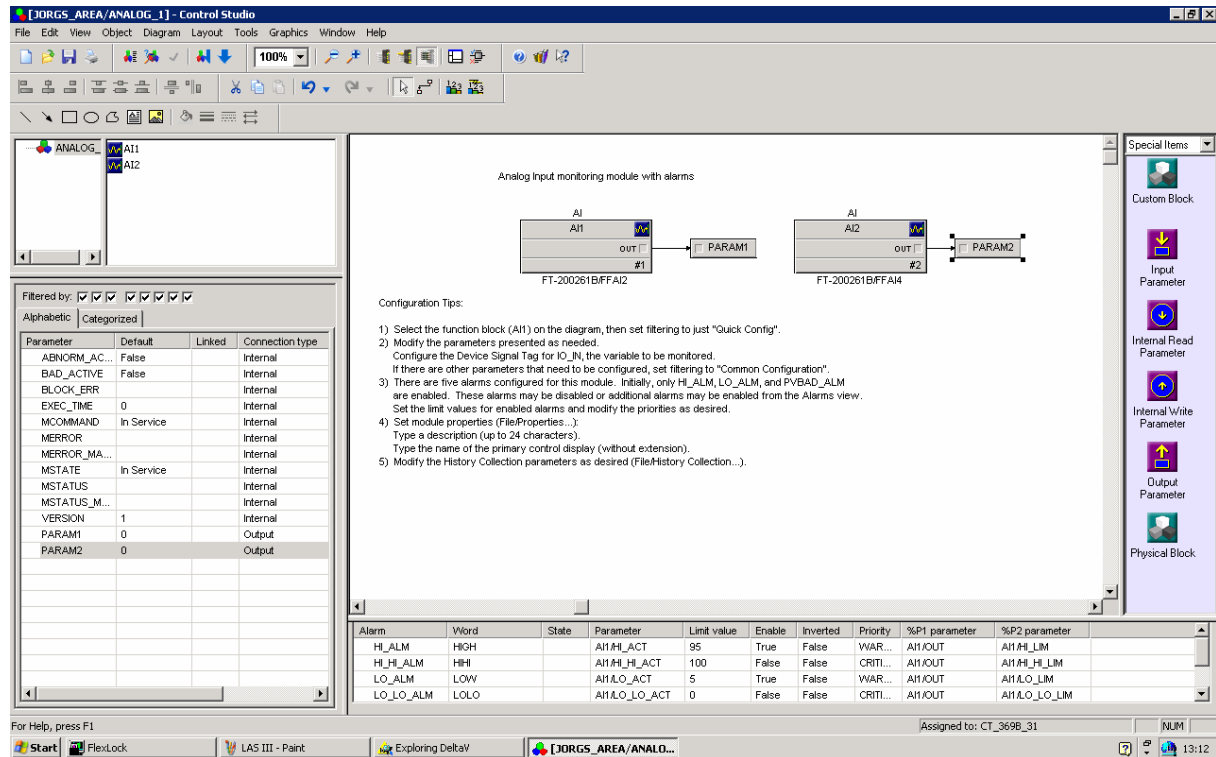 [JORGS_AREA/ANALOG_1] - Control Studio
File Edit View Object Diagram Layout Tools Graphics Window Help
100%
ANALOG_
AI1
AI2
Filtered by:
Alphabetic Categorized
Parameter Default Linked Connection type
ABNORM_AC... False Internal
BAD_ACTIVE False Internal
BLOCK_ERR Internal
EXEC_TIME 0 Internal
MCOMMAND In Service Internal
MERROR Internal
MERROR_MA... Internal
MSTATE In Service Internal
MSTATUS Internal
MSTATUS_M... Internal
VERSION 1 Internal
PARAM1 0 Output
PARAM2 0 Output
Analog Input monitoring module with alarms
AI
AI1
OUT
#1
FT-200261B/FFAI2
PARAM1
AI
AI2
OUT
#2
FT-200261B/FFAI4
PARAM2
Configuration Tips:
1) Select the function block (AI1) on the diagram, then set filtering to just "Quick Config".
2) Modify the parameters presented as needed.
Configure the Device Signal Tag for IO_IN, the variable to be monitored.
If there are other parameters that need to be configured, set filtering to "Common Configuration".
3) There are five alarms configured for this module. Initially, only HI_ALM, LO_ALM, and PVBAD_ALM
are enabled. These alarms may be disabled or additional alarms may be enabled from the Alarms view.
Set the limit values for enabled alarms and modify the priorities as desired.
4) Set module properties (File/Properties...):
Type a description (up to 24 characters).
Type the name of the primary control display (without extension).
5) Modify the History Collection parameters as desired (File/History Collection...).
Special Items
Custom Block
Input
Parameter
Internal Read
Parameter
Internal Write
Parameter
Output
Parameter
Physical Block
Alarm Word State Parameter Limit value Enable Inverted Priority %P1 parameter %P2 parameter
HI_ALM HIGH AI1/HI_ACT 95 True False WAR... AI1/OUT AI1/HI_LIM
HI_HI_ALM HIHI AI1/HI_HI_ACT 100 False False CRITI... AI1/OUT AI1/HI_HI_LIM
LO_ALM LOW AI1/LO_ACT 5 True False WAR... AI1/OUT AI1/LO_LIM
LO_LO_ALM LOLO AI1/LO_LO_ACT 0 False False CRITI... AI1/OUT AI1/LO_LO_LIM
For Help, press F1
Assigned to: CT_369B_31
NUM
Start
FlexLock
LAS III - Paint
Exploring DeltaV
[JORGS_AREA/ANALO...
13:12